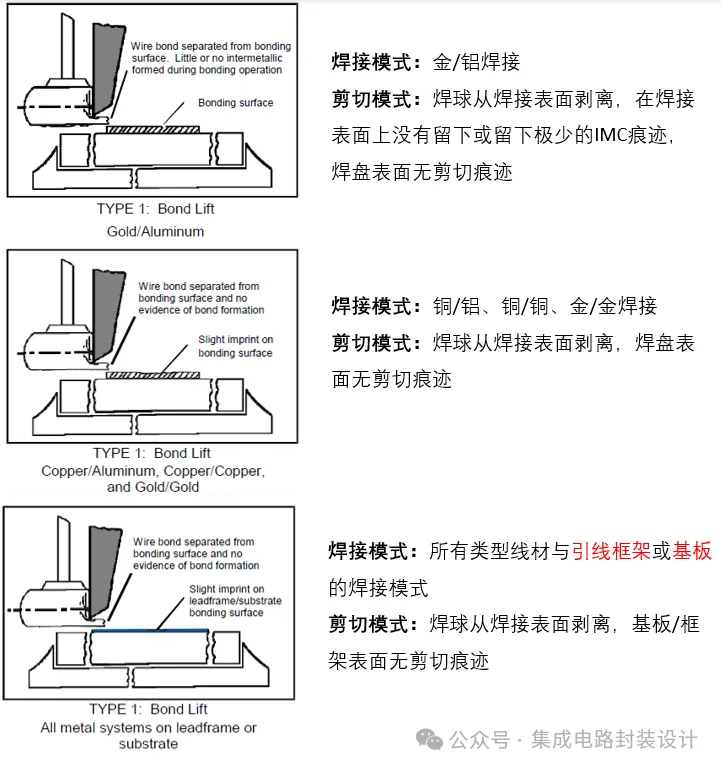 Wire bond separated from bonding
surface. Little or no intermetallic
formed during bonding operation
Bonding surface
TYPE 1: Bond Lift
Gold/Aluminum
焊接模式：金/铝焊接
剪切模式：焊球从焊接表面剥离，在焊接
表面上没有留下或留下极少的IMC痕迹，
焊盘表面无剪切痕迹
Wire bond separated from
bonding surface and no
evidence of bond formation
Slight imprint on
bonding surface
TYPE 1: Bond Lift
Copper/Aluminum, Copper/Copper,
and Gold/Gold
焊接模式：铜/铝、铜/铜、金/金焊接
剪切模式：焊球从焊接表面剥离，焊盘表
面无剪切痕迹
Wire bond separated from
bonding surface and no
evidence of bond formation
Slight imprint on
leadframe/substrate
bonding surface
TYPE 1: Bond Lift
All metal systems on leadframe or
substrate
焊接模式：所有类型线材与引线框架或基板
的焊接模式
剪切模式：焊球从焊接表面剥离，基板/框
架表面无剪切痕迹
公众号·集成电路封装设计